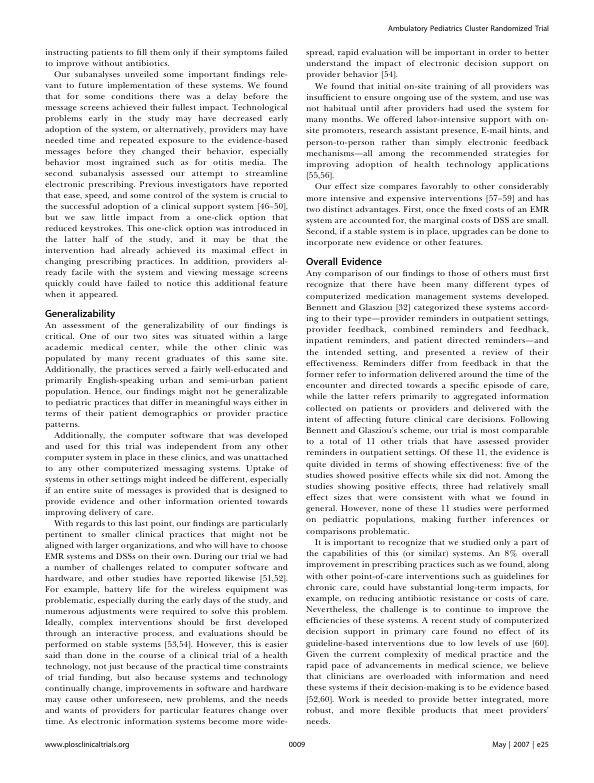 Ambulatory Pediatrics Cluster Randomized Trial
instructing patients to fill them only if their symptoms failed
to improve without antibiotics.
Our subanalyses unveiled some important findings rele-
vant to future implementation of these systems. We found
that for some conditions there was a delay before the
message screens achieved their fullest impact. Technological
problems early in the study may have decreased early
adoption of the system, or alternatively, providers may have
needed time and repeated exposure to the evidence-based
messages before they changed their behavior, especially
behavior most ingrained such as for otitis media. The
second subanalysis assessed our attempt to streamline
electronic prescribing. Previous investigators have reported
that ease, speed, and some control of the system is crucial to
the successful adoption of a clinical support system [46–50],
but we saw little impact from a one-click option that
reduced keystrokes. This one-click option was introduced in
the latter half of the study, and it may be that the
intervention had already achieved its maximal effect in
changing prescribing practices. In addition, providers al-
ready facile with the system and viewing message screens
quickly could have failed to notice this additional feature
when it appeared.
Generalizability
An assessment of the generalizability of our findings is
critical. One of our two sites was situated within a large
academic medical center, while the other clinic was
populated by many recent graduates of this same site.
Additionally, the practices served a fairly well-educated and
primarily English-speaking urban and semi-urban patient
population. Hence, our findings might not be generalizable
to pediatric practices that differ in meaningful ways either in
terms of their patient demographics or provider practice
patterns.
Additionally, the computer software that was developed
and used for this trial was independent from any other
computer system in place in these clinics, and was unattached
to any other computerized messaging systems. Uptake of
systems in other settings might indeed be different, especially
if an entire suite of messages is provided that is designed to
provide evidence and other information oriented towards
improving delivery of care.
With regards to this last point, our findings are particularly
pertinent to smaller clinical practices that might not be
aligned with larger organizations, and who will have to choose
EMR systems and DSSs on their own. During our trial we had
a number of challenges related to computer software and
hardware, and other studies have reported likewise [51,52].
For example, battery life for the wireless equipment was
problematic, especially during the early days of the study, and
numerous adjustments were required to solve this problem.
Ideally, complex interventions should be first developed
through an interactive process, and evaluations should be
performed on stable systems [53,54]. However, this is easier
said than done in the course of a clinical trial of a health
technology, not just because of the practical time constraints
of trial funding, but also because systems and technology
continually change, improvements in software and hardware
may cause other unforeseen, new problems, and the needs
and wants of providers for particular features change over
time. As electronic information systems become more wide-
spread, rapid evaluation will be important in order to better
understand the impact of electronic decision support on
provider behavior [54].
We found that initial on-site training of all providers was
insufficient to ensure ongoing use of the system, and use was
not habitual until after providers had used the system for
many months. We offered labor-intensive support with on-
site promoters, research assistant presence, E-mail hints, and
person-to-person rather than simply electronic feedback
mechanisms—all among the recommended strategies for
improving adoption of health technology applications
[55,56].
Our effect size compares favorably to other considerably
more intensive and expensive interventions [57–59] and has
two distinct advantages. First, once the fixed costs of an EMR
system are accounted for, the marginal costs of DSS are small.
Second, if a stable system is in place, upgrades can be done to
incorporate new evidence or other features.
Overall Evidence
Any comparison of our findings to those of others must first
recognize that there have been many different types of
computerized medication management systems developed.
Bennett and Glasziou [32] categorized these systems accord-
ing to their type—provider reminders in outpatient settings,
provider feedback, combined reminders and feedback,
inpatient reminders, and patient directed reminders—and
the intended setting, and presented a review of their
effectiveness. Reminders differ from feedback in that the
former refer to information delivered around the time of the
encounter and directed towards a specific episode of care,
while the latter refers primarily to aggregated information
collected on patients or providers and delivered with the
intent of affecting future clinical care decisions. Following
Bennett and Glasziou's scheme, our trial is most comparable
to a total of 11 other trials that have assessed provider
reminders in outpatient settings. Of these 11, the evidence is
quite divided in terms of showing effectiveness: five of the
studies showed positive effects while six did not. Among the
studies showing positive effects, three had relatively small
effect sizes that were consistent with what we found in
general. However, none of these 11 studies were performed
on pediatric populations, making further inferences or
comparisons problematic.
It is important to recognize that we studied only a part of
the capabilities of this (or similar) systems. An 8% overall
improvement in prescribing practices such as we found, along
with other point-of-care interventions such as guidelines for
chronic care, could have substantial long-term impacts, for
example, on reducing antibiotic resistance or costs of care.
Nevertheless, the challenge is to continue to improve the
efficiencies of these systems. A recent study of computerized
decision support in primary care found no effect of its
guideline-based interventions due to low levels of use [60].
Given the current complexity of medical practice and the
rapid pace of advancements in medical science, we believe
that clinicians are overloaded with information and need
these systems if their decision-making is to be evidence based
[52,60]. Work is needed to provide better integrated, more
robust, and more flexible products that meet providers'
needs.
www.plosclinicaltrials.org
0009
May | 2007 | e25